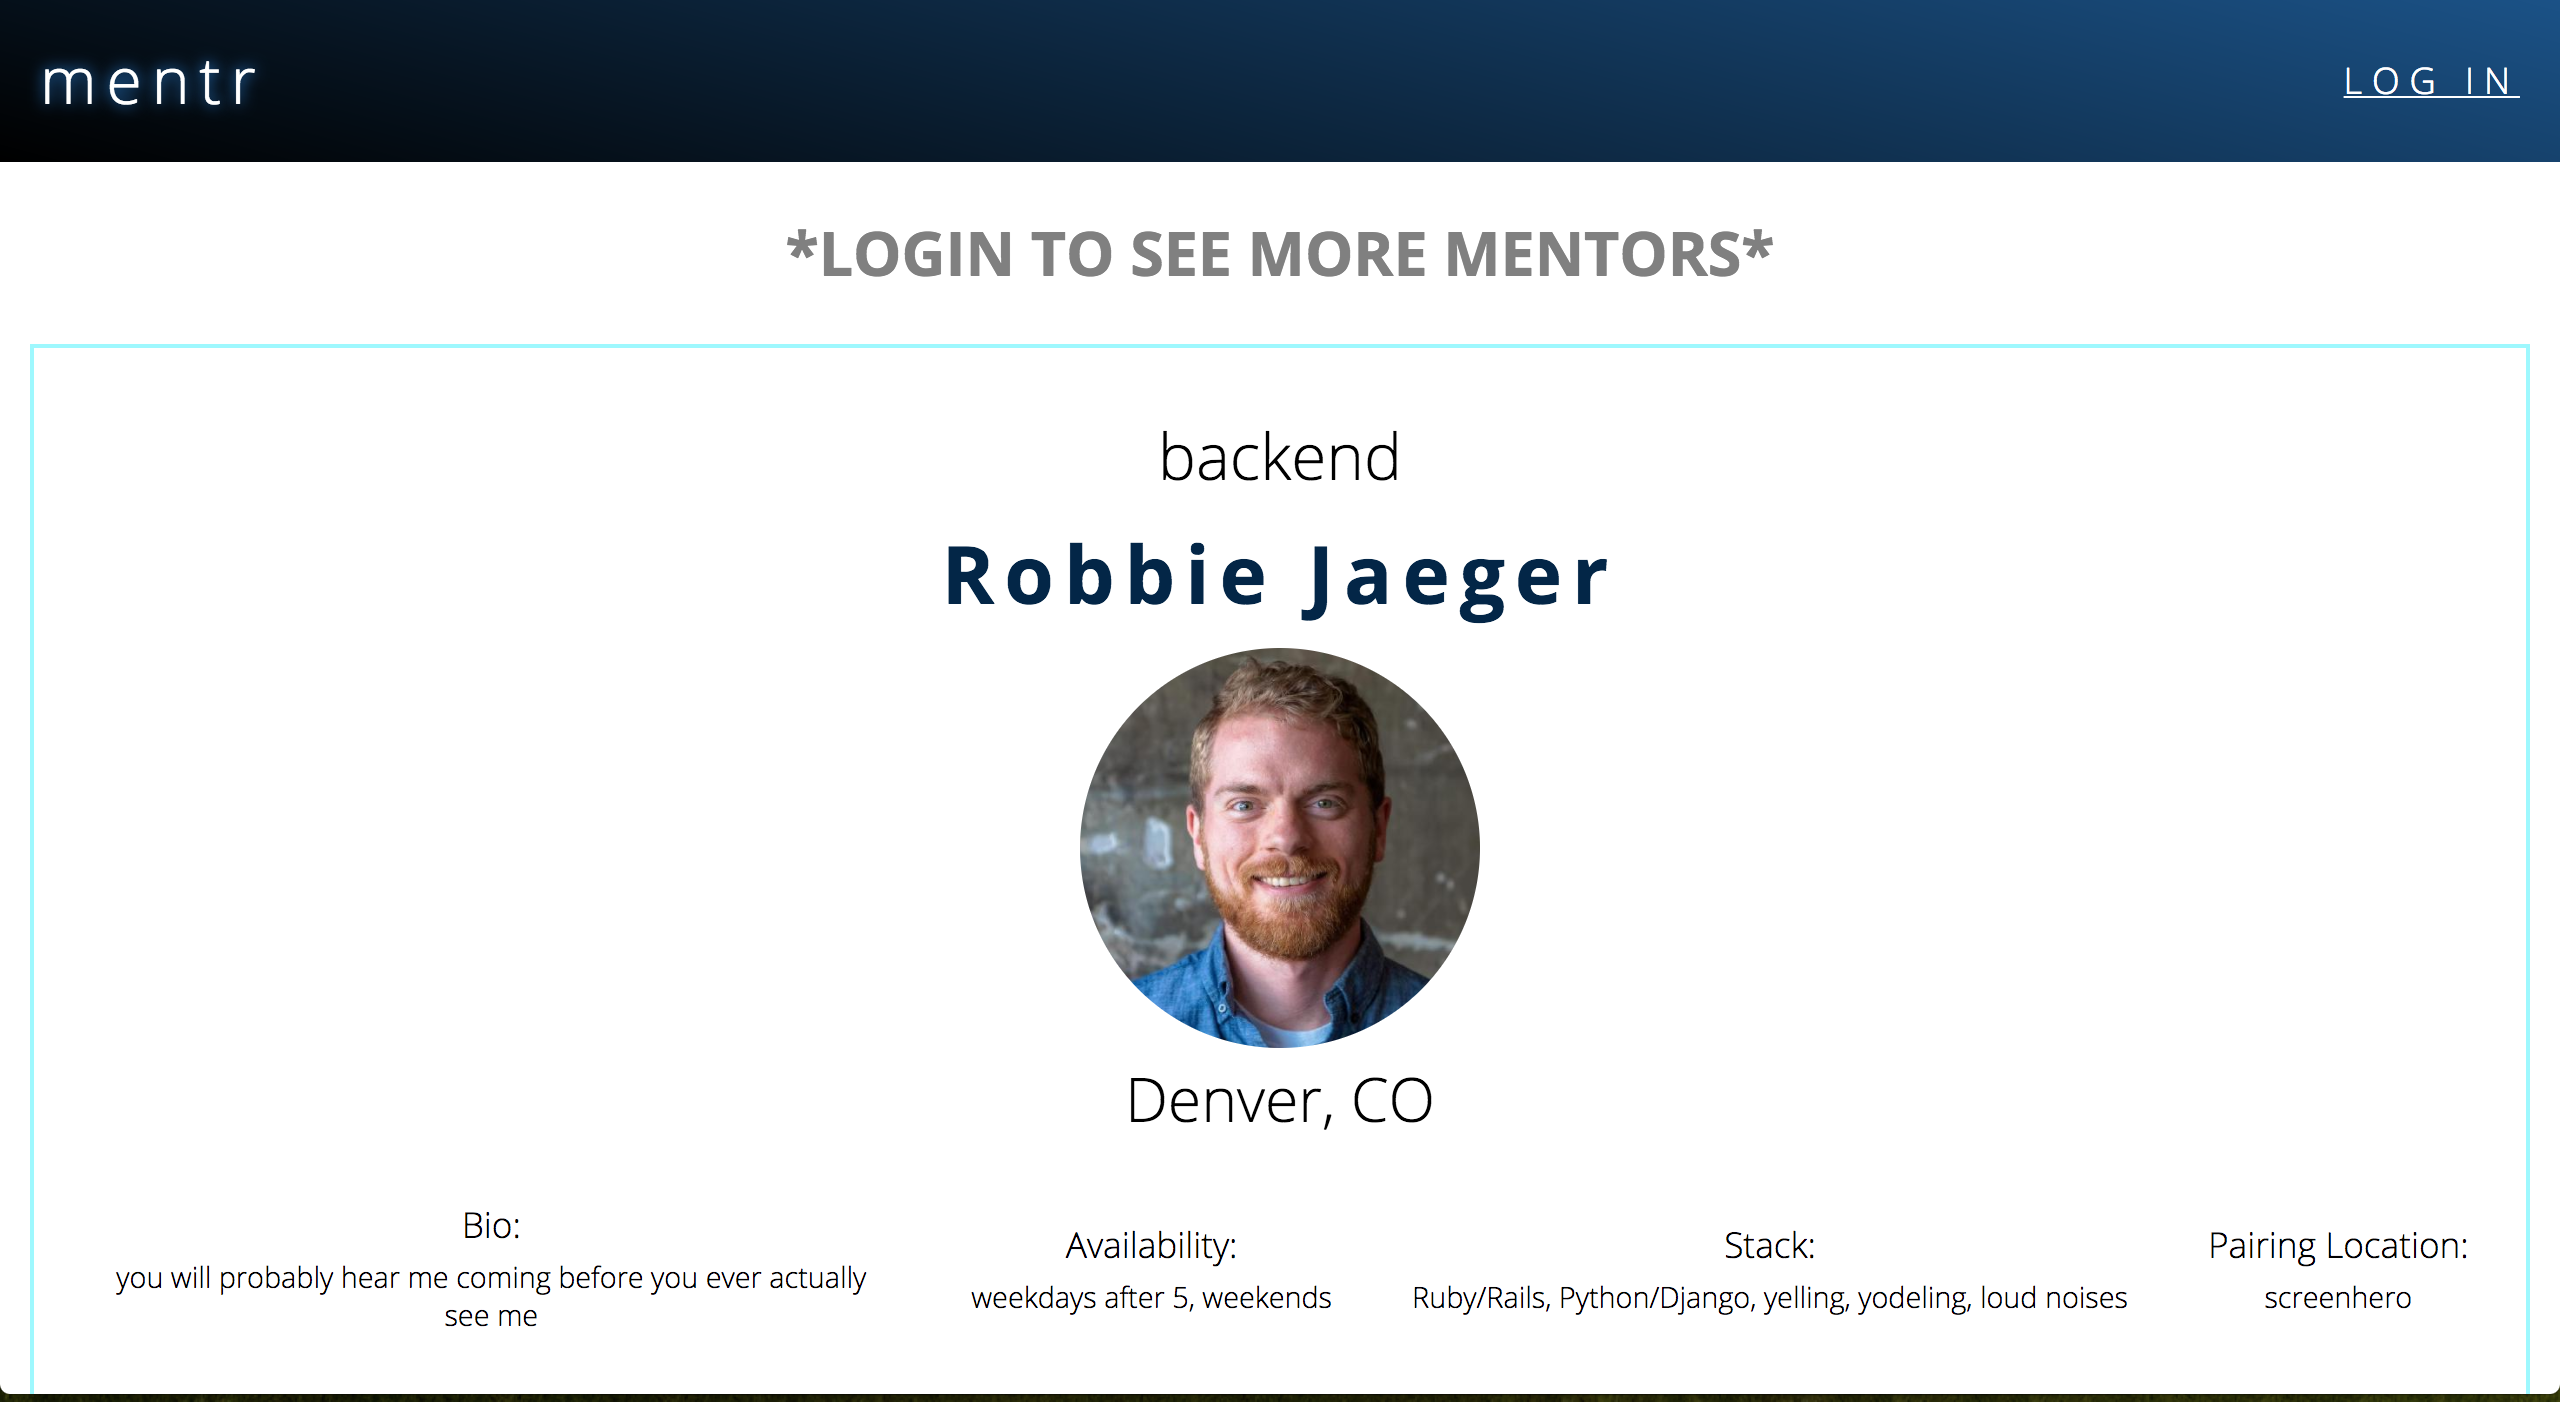 mentr
LOG IN
*LOGIN TO SEE MORE MENTORS*
backend
Robbie Jaeger
Denver, CO
Bio:
you will probably hear me coming before you ever actually
see me
Availability:
weekdays after 5, weekends
Stack:
Ruby/Rails, Python/Django, yelling, yodeling, loud noises
Pairing Location:
screenhero